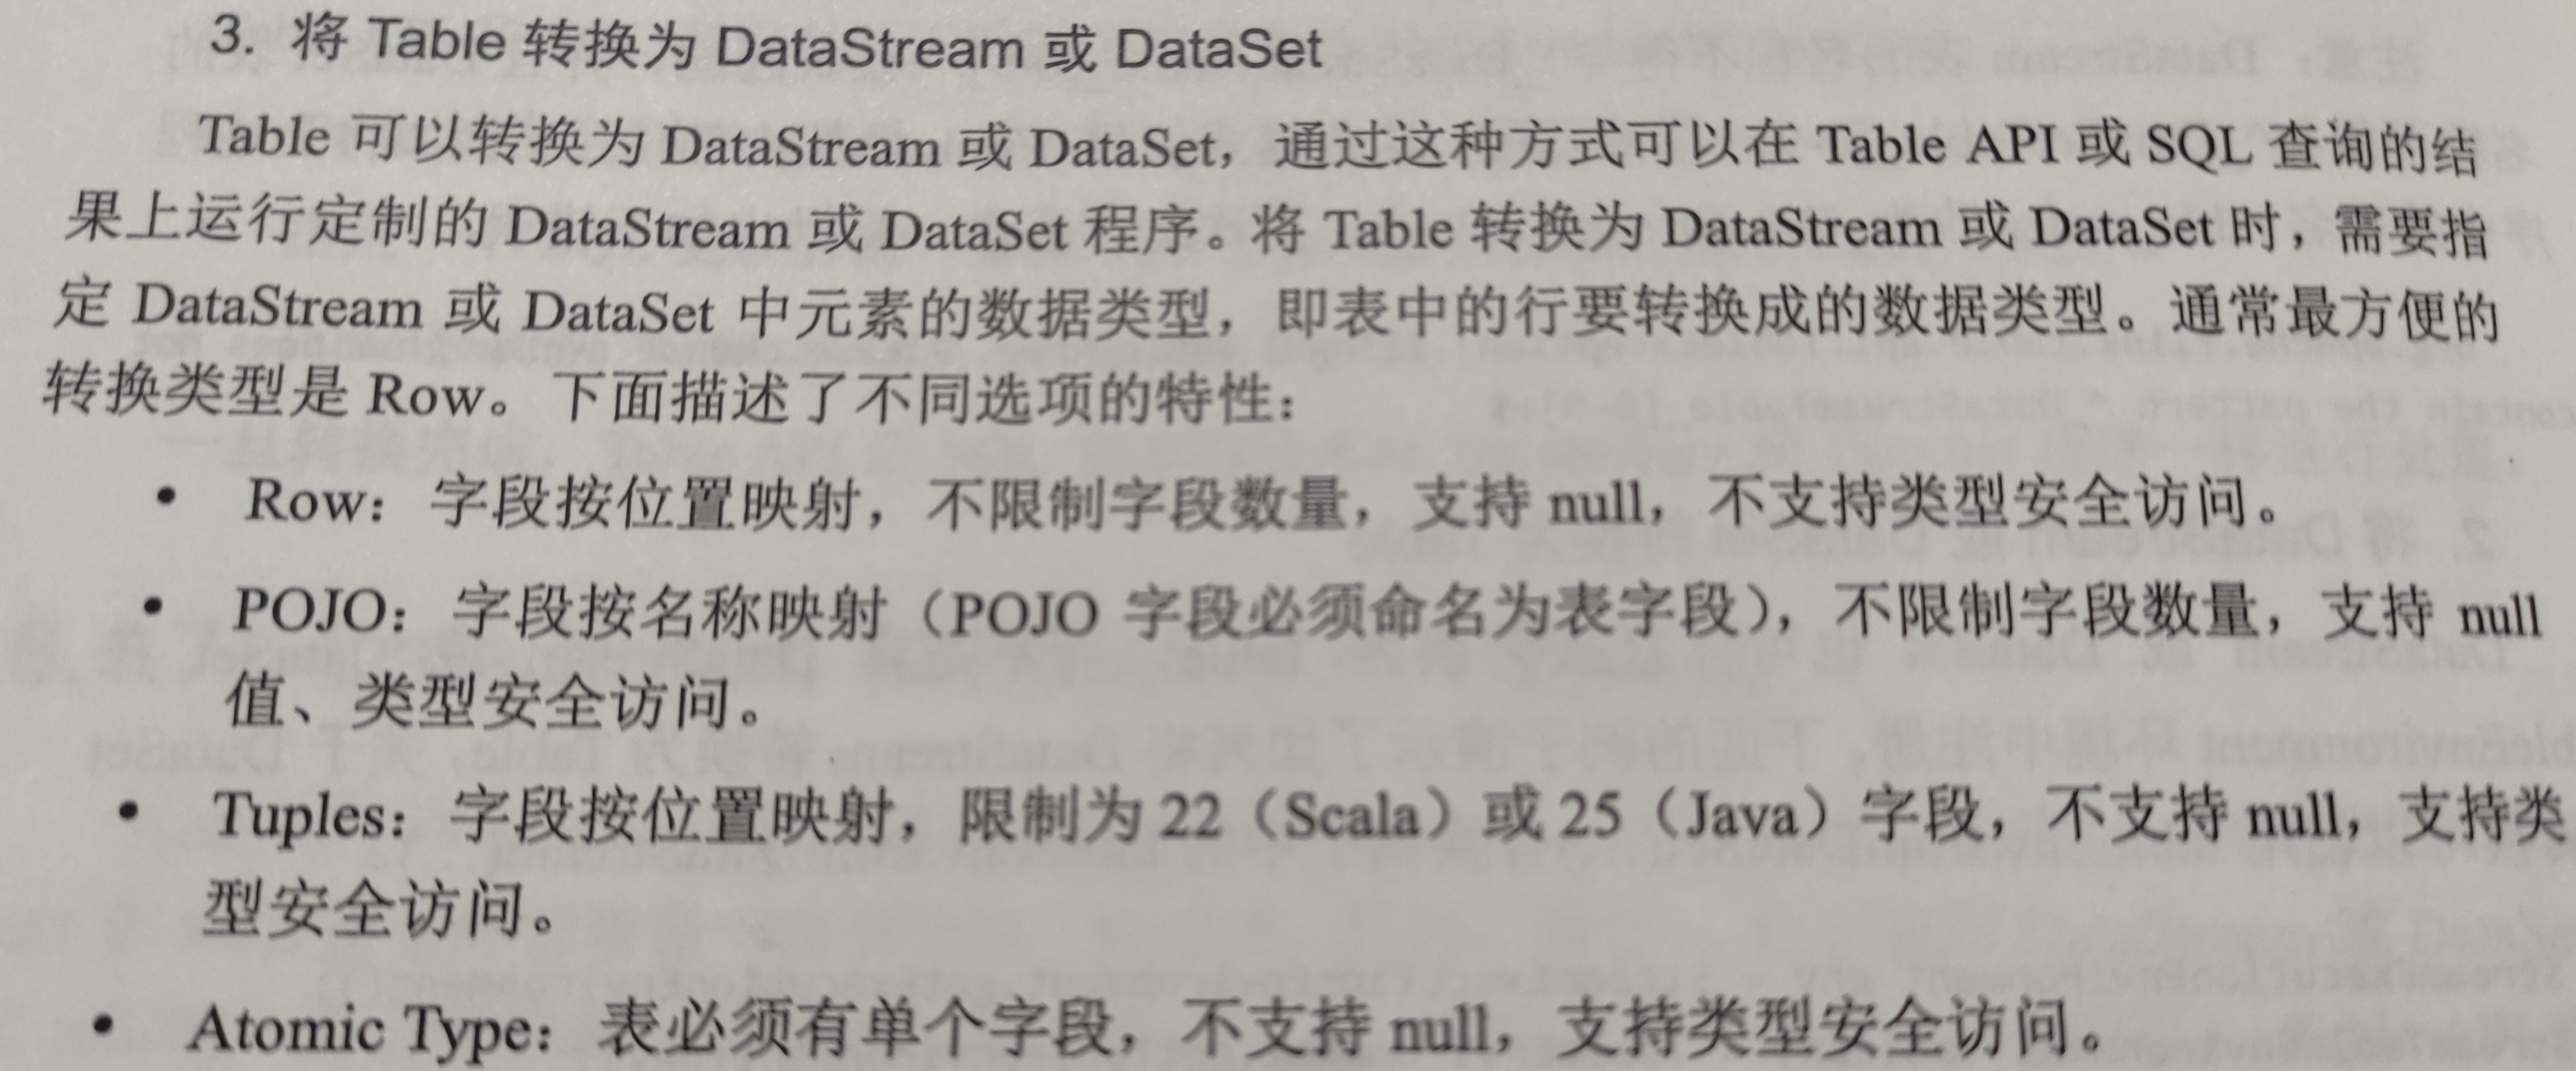 3. 将 Table 转换为 DataStream 或 DataSet
Table 可以转换为 DataStream 或 DataSet，通过这种方式可以在 Table API 或 SQL 查询的结
果上运行定制的 DataStream 或 DataSet 程序。将 Table 转换为 DataStream 或 DataSet 时，需要指
定 DataStream 或 DataSet 中元素的数据类型，即表中的行要转换成的数据类型。通常最方便的
转换类型是 Row。下面描述了不同选项的特性：
• Row：字段按位置映射，不限制字段数量，支持 null，不支持类型安全访问。
• POJO：字段按名称映射（POJO 字段必须命名为表字段），不限制字段数量，支持 null
值、类型安全访问。
• Tuples：字段按位置映射，限制为 22（Scala）或 25（Java）字段，不支持 null，支持类
型安全访问。
• Atomic Type：表必须有单个字段，不支持 null，支持类型安全访问。